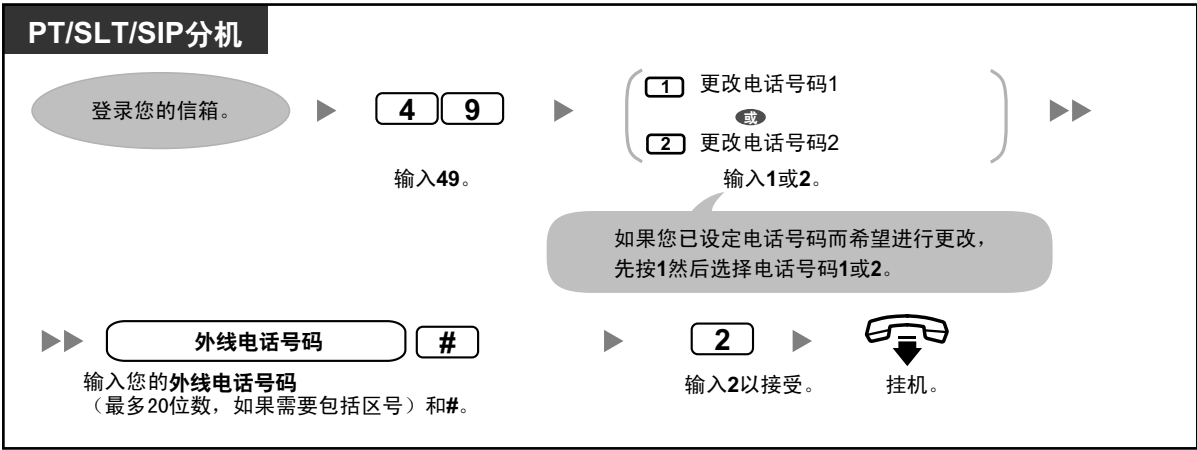 PT/SLT/SIP分机
登录您的信箱。
4 9
输入49。
1 更改电话号码1
或
2 更改电话号码2
输入1或2。
如果您已设定电话号码而希望进行更改，
先按1然后选择电话号码1或2。
外线电话号码 #
输入您的外线电话号码
（最多20位数，如果需要包括区号）和#。
2
输入2以接受。
挂机。